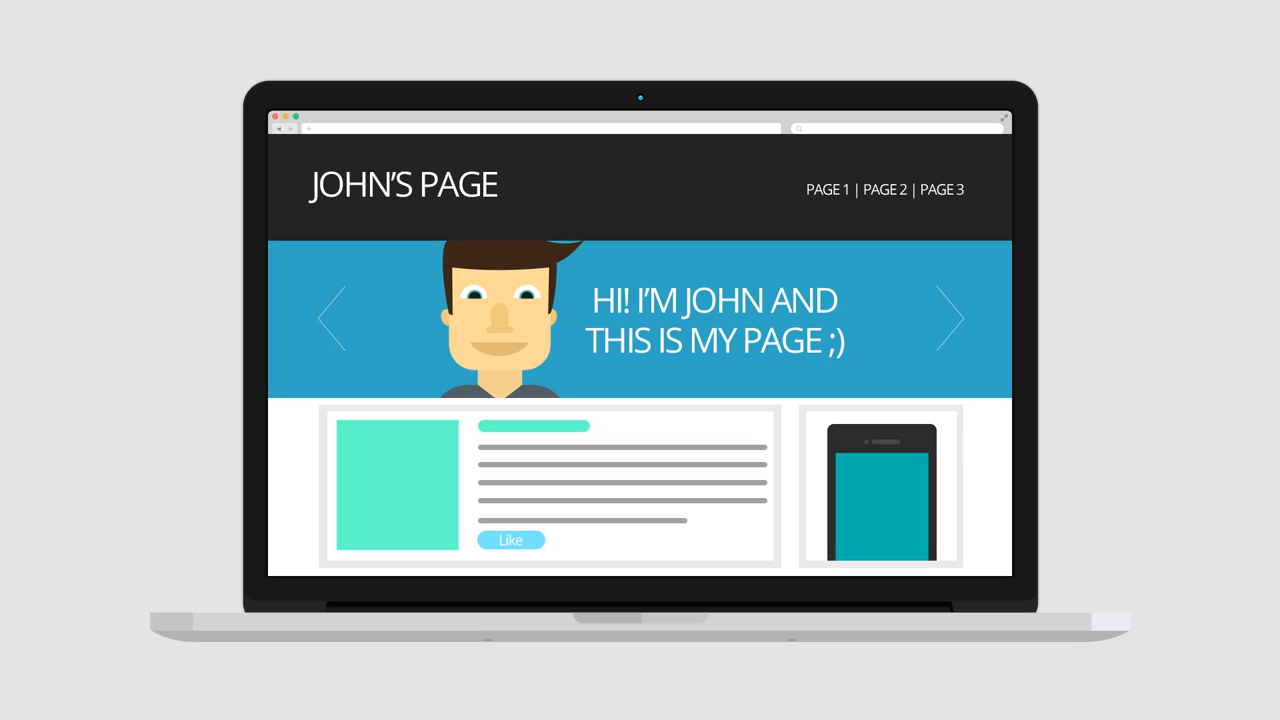 JOHN'S PAGE
PAGE 1 | PAGE 2 | PAGE 3
HI! I'M JOHN AND
THIS IS MY PAGE ;)
Like